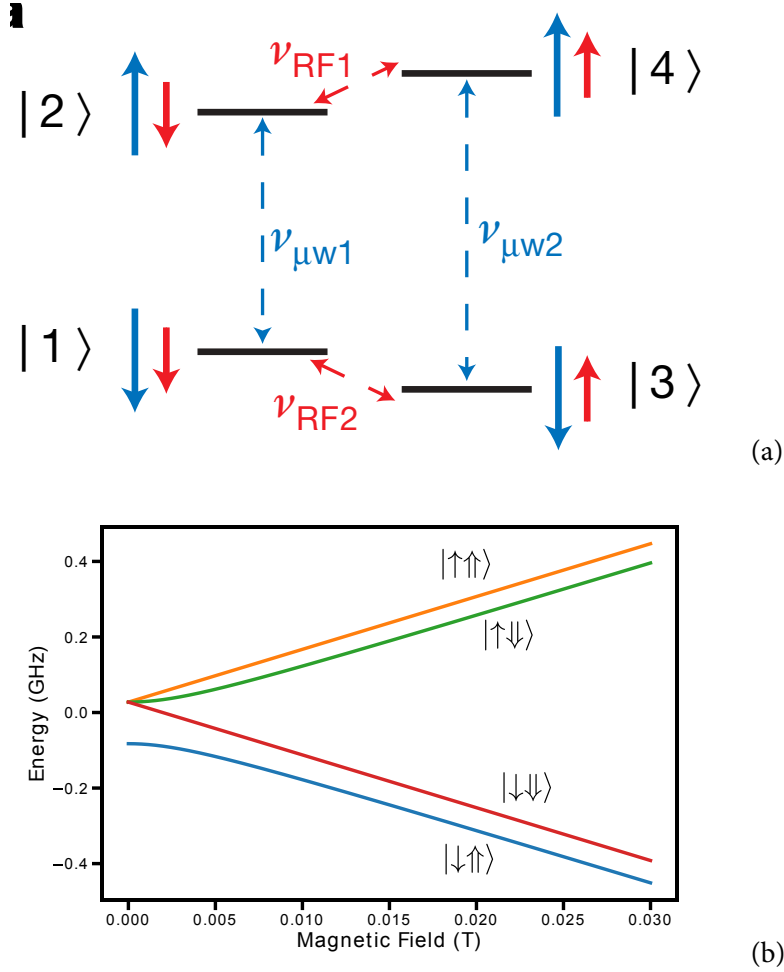 ν_RF1
|4⟩
|2⟩
ν_μw1
ν_μw2
|1⟩
|3⟩
ν_RF2
(a)
0.4
0.2
0.0
−0.2
−0.4
Energy (GHz)
|↑⇑⟩
|↑⇓⟩
|↓⇓⟩
|↓⇑⟩
0.000 0.005 0.010 0.015 0.020 0.025 0.030
Magnetic Field (T)
(b)